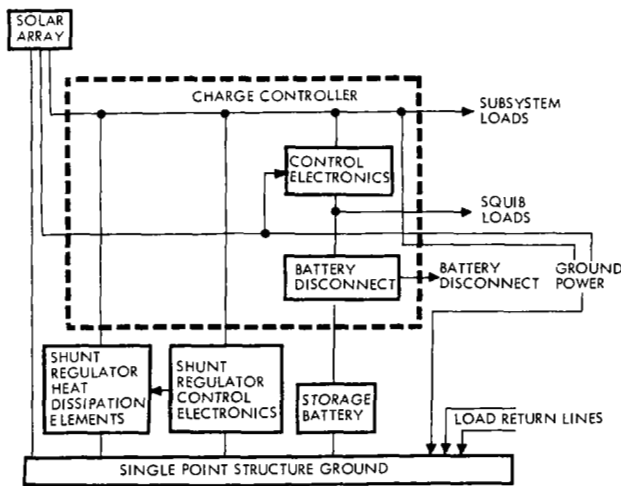 SOLAR
ARRAY
CHARGE CONTROLLER
SUBSYSTEM
LOADS
CONTROL
ELECTRONICS
SQUIB
LOADS
BATTERY
DISCONNECT
BATTERY
DISCONNECT
GROUND
POWER
SHUNT
REGULATOR
HEAT
DISSIPATION
ELEMENTS
SHUNT
REGULATOR
CONTROL
ELECTRONICS
STORAGE
BATTERY
LOAD RETURN LINES
SINGLE POINT STRUCTURE GROUND